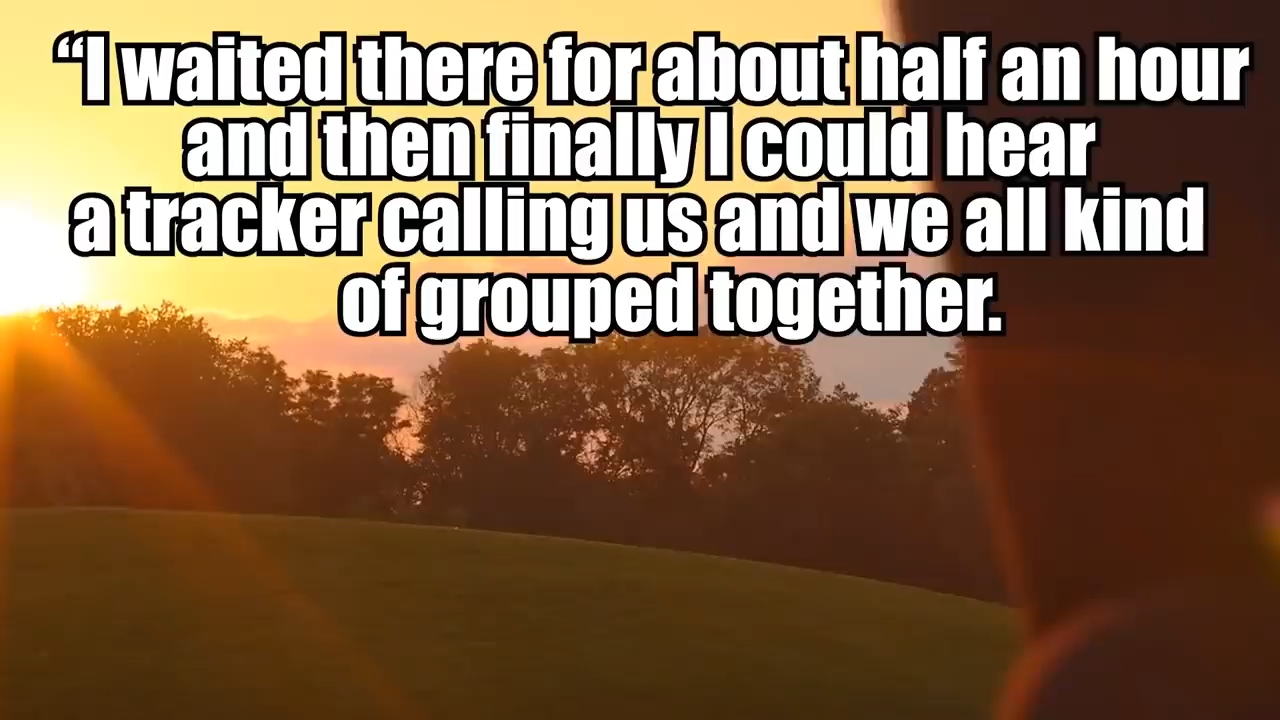 “I waited there for about half an hour
and then finally I could hear
a tracker calling us and we all kind
of grouped together.